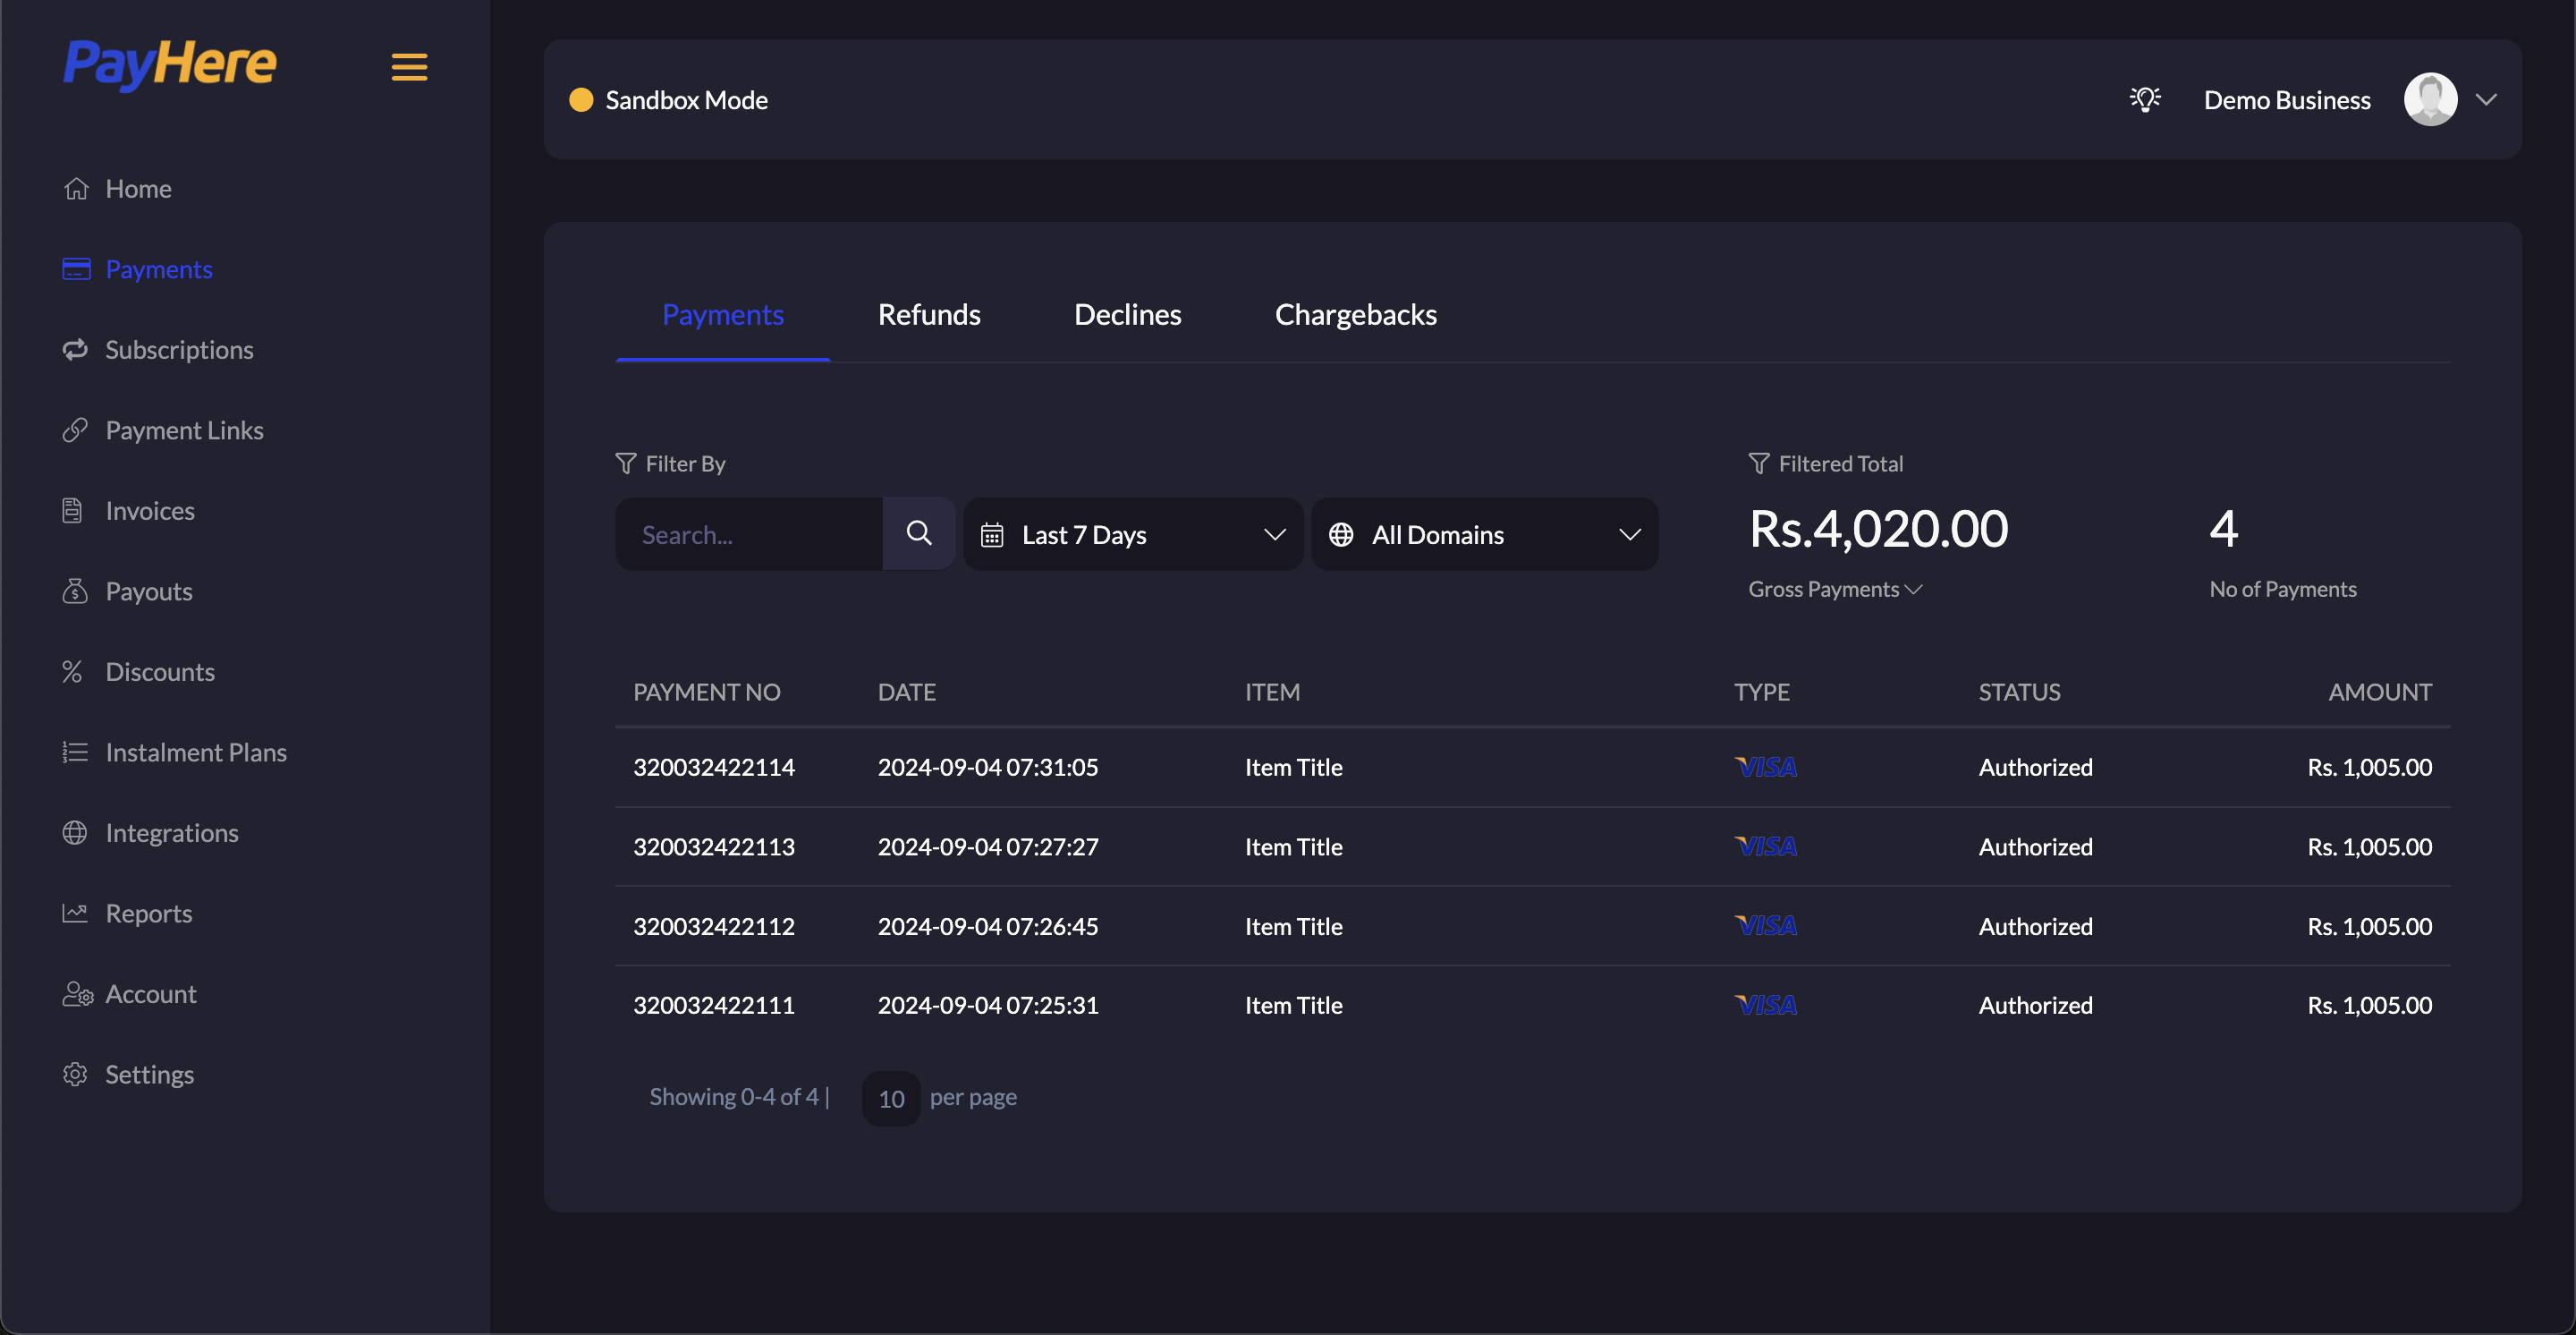 PayHere
Home
Payments
Subscriptions
Payment Links
Invoices
Payouts
Discounts
Instalment Plans
Integrations
Reports
Account
Settings
Sandbox Mode
Demo Business
Payments Refunds Declines Chargebacks
Filter By
Search...
Last 7 Days
All Domains
Filtered Total
Rs.4,020.00
Gross Payments
4
No of Payments
PAYMENT NO DATE ITEM TYPE STATUS AMOUNT
320032422114 2024-09-04 07:31:05 Item Title VISA Authorized Rs. 1,005.00
320032422113 2024-09-04 07:27:27 Item Title VISA Authorized Rs. 1,005.00
320032422112 2024-09-04 07:26:45 Item Title VISA Authorized Rs. 1,005.00
320032422111 2024-09-04 07:25:31 Item Title VISA Authorized Rs. 1,005.00
Showing 0-4 of 4 | 10 per page